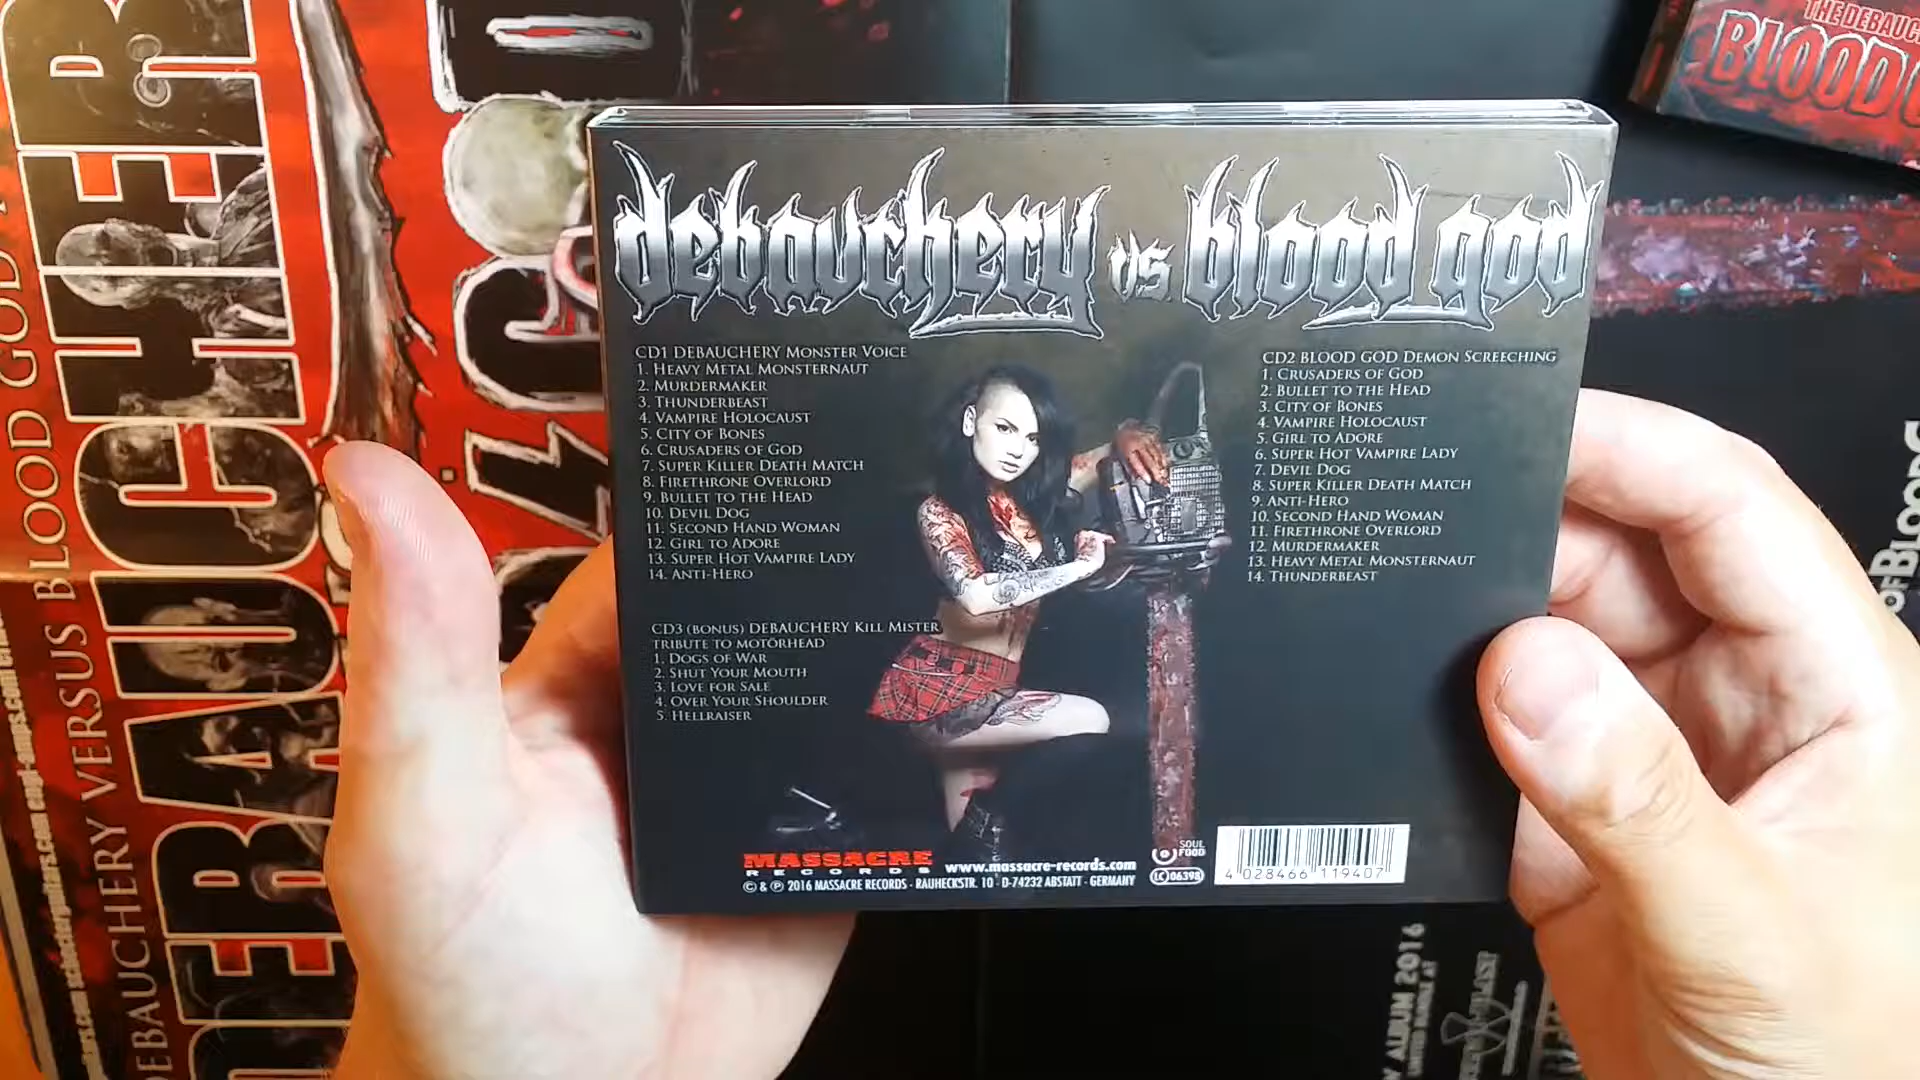 debauchery vs blood god
CD1 DEBAUCHERY MONSTER VOICE
1. HEAVY METAL MONSTERNAUT
2. MURDERMAKER
3. THUNDERBEAST
4. VAMPIRE HOLOCAUST
5. CITY OF BONES
6. CRUSADERS OF GOD
7. SUPER KILLER DEATH MATCH
8. FIRETHRONE OVERLORD
9. BULLET TO THE HEAD
10. DEVIL DOG
11. SECOND HAND WOMAN
12. GIRL TO ADORE
13. SUPER HOT VAMPIRE LADY
14. ANTI-HERO
CD3 (BONUS) DEBAUCHERY KILL MISTER
TRIBUTE TO MOTÖRHEAD
1. DOGS OF WAR
2. SHUT YOUR MOUTH
3. LOVE FOR SALE
4. OVER YOUR SHOULDER
5. HELLRAISER
CD2 BLOOD GOD DEMON SCREECHING
1. CRUSADERS OF GOD
2. BULLET TO THE HEAD
3. CITY OF BONES
4. VAMPIRE HOLOCAUST
5. GIRL TO ADORE
6. SUPER HOT VAMPIRE LADY
7. DEVIL DOG
8. SUPER KILLER DEATH MATCH
9. ANTI-HERO
10. SECOND HAND WOMAN
11. FIRETHRONE OVERLORD
12. MURDERMAKER
13. HEAVY METAL MONSTERNAUT
14. THUNDERBEAST
MASSACRE
RECORDS
www.massacre-records.com
© & ℗ 2016 MASSACRE RECORDS · RAUHECKSTR. 10 · D-74232 ABSTATT · GERMANY
SOUL
FOOD
LC 06398
4 028466 119407
THE DEBAUC
BLOOD
DEBAUCHER
DEBAUCHERY VERSUS BLOOD GOD
OF BLOOD
ALBUM 2016